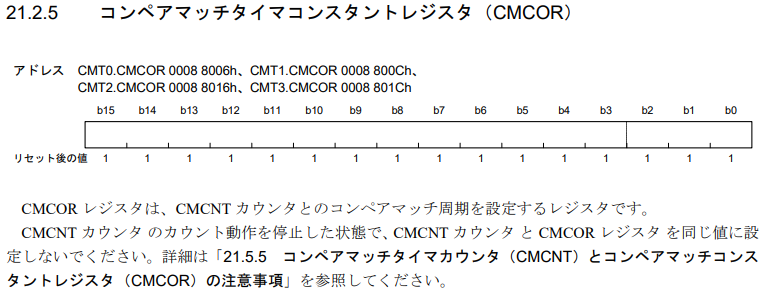 21.2.5 コンペアマッチタイマコンスタントレジスタ（CMCOR）
アドレス CMT0.CMCOR 0008 8006h、CMT1.CMCOR 0008 800Ch、
CMT2.CMCOR 0008 8016h、CMT3.CMCOR 0008 801Ch
b15 b14 b13 b12 b11 b10 b9 b8 b7 b6 b5 b4 b3 b2 b1 b0
リセット後の値 1 1 1 1 1 1 1 1 1 1 1 1 1 1 1 1
CMCOR レジスタは、CMCNT カウンタとのコンペアマッチ周期を設定するレジスタです。
CMCNT カウンタ のカウント動作を停止した状態で、CMCNT カウンタ と CMCOR レジスタ を同じ値に設
定しないでください。詳細は「21.5.5 コンペアマッチタイマカウンタ（CMCNT）とコンペアマッチコンス
タントレジスタ（CMCOR）の注意事項」を参照してください。